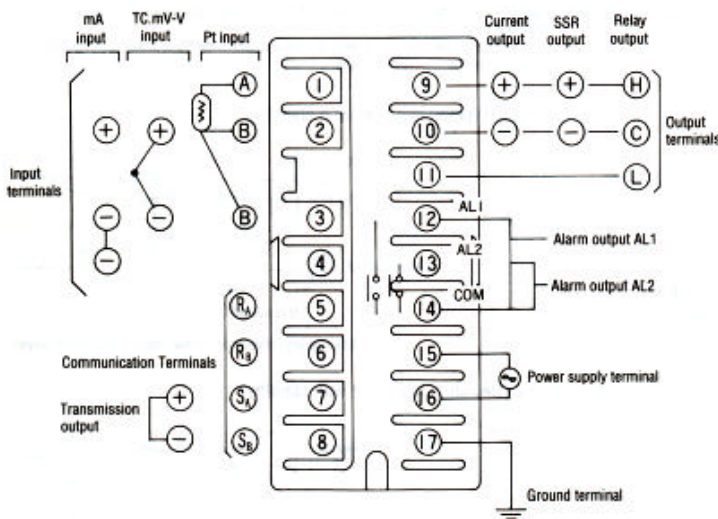 mA
input
TC.mV-V
input
Pt input
Current
output
SSR
output
Relay
output
Input
terminals
Output
terminals
+
+
−
−
−
A
B
B
1
2
3
4
5
6
7
8
9
10
11
12
13
14
15
16
17
AL1
AL2
COM
+
+
H
−
−
C
L
Alarm output AL1
Alarm output AL2
RA
RB
SA
SB
Communication Terminals
Transmission
output
+
−
Power supply terminal
Ground terminal